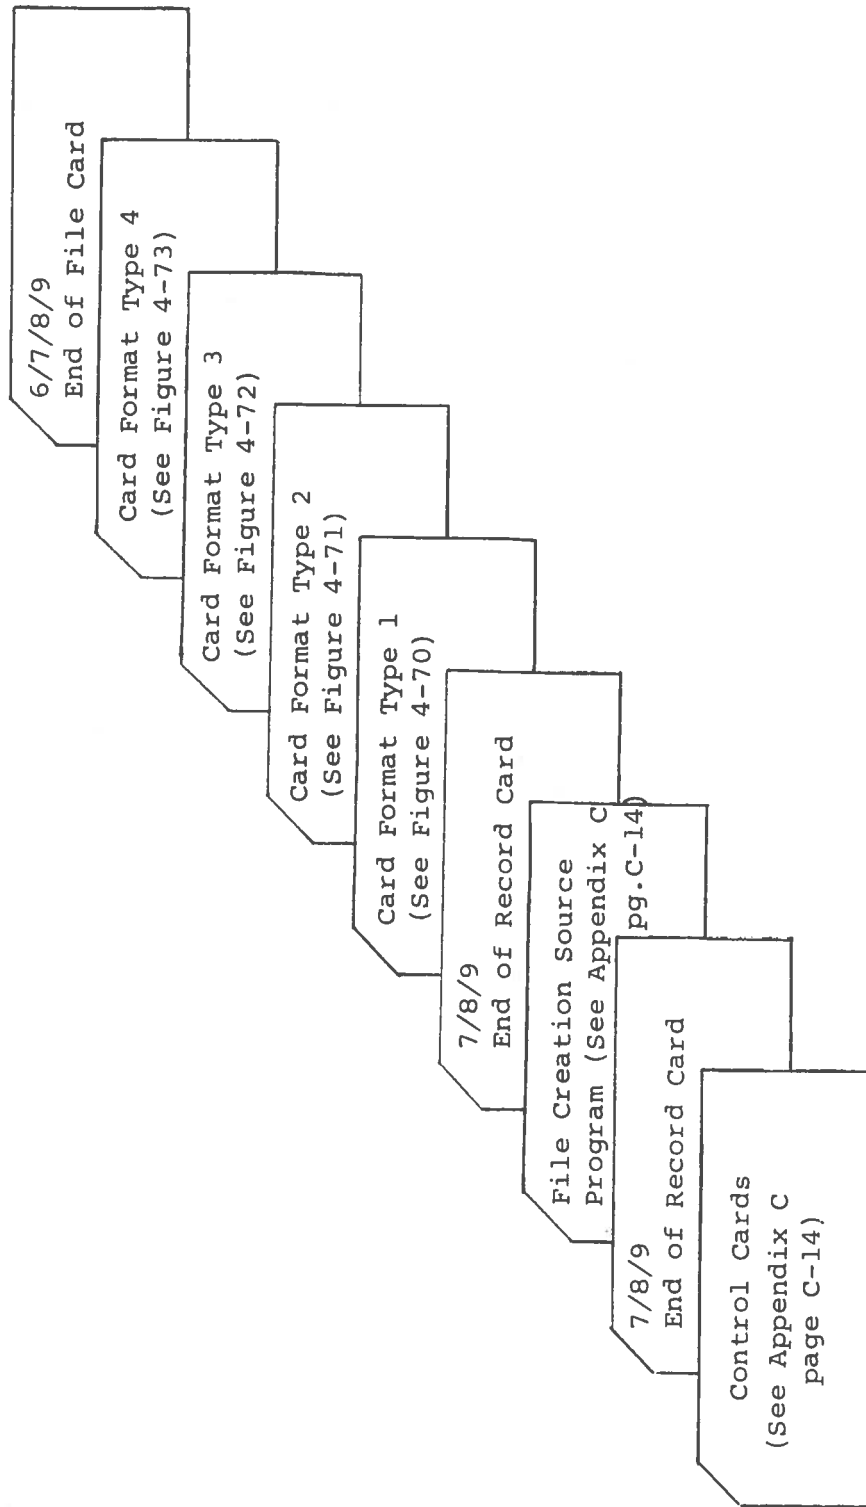 6/7/8/9
End of File Card
Card Format Type 4
(See Figure 4-73)
Card Format Type 3
(See Figure 4-72)
Card Format Type 2
(See Figure 4-71)
Card Format Type 1
(See Figure 4-70)
7/8/9
End of Record Card
File Creation Source
Program (See Appendix C
pg.C-14)
7/8/9
End of Record Card
Control Cards
(See Appendix C
page C-14)